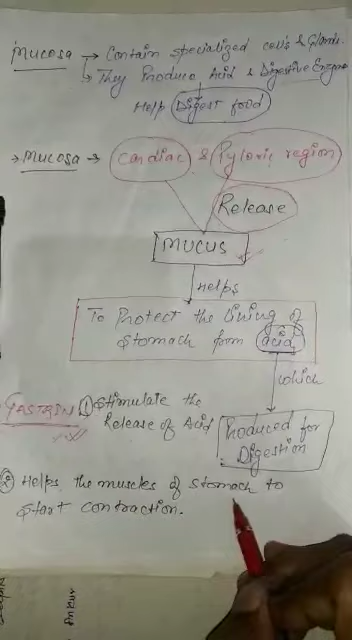 Mucosa → Contain specialized cells & Glands.
→ They Produce Acid & Digestive Enzyme
Help Digest food
→ Mucosa → Cardiac & Pyloric region
Release
MUCUS
Helps
To Protect the lining of
stomach from acid
which
Produced for
Digestion
GASTRIN ① Stimulate the
Release of Acid
② Helps the muscles of stomach to
start contraction.